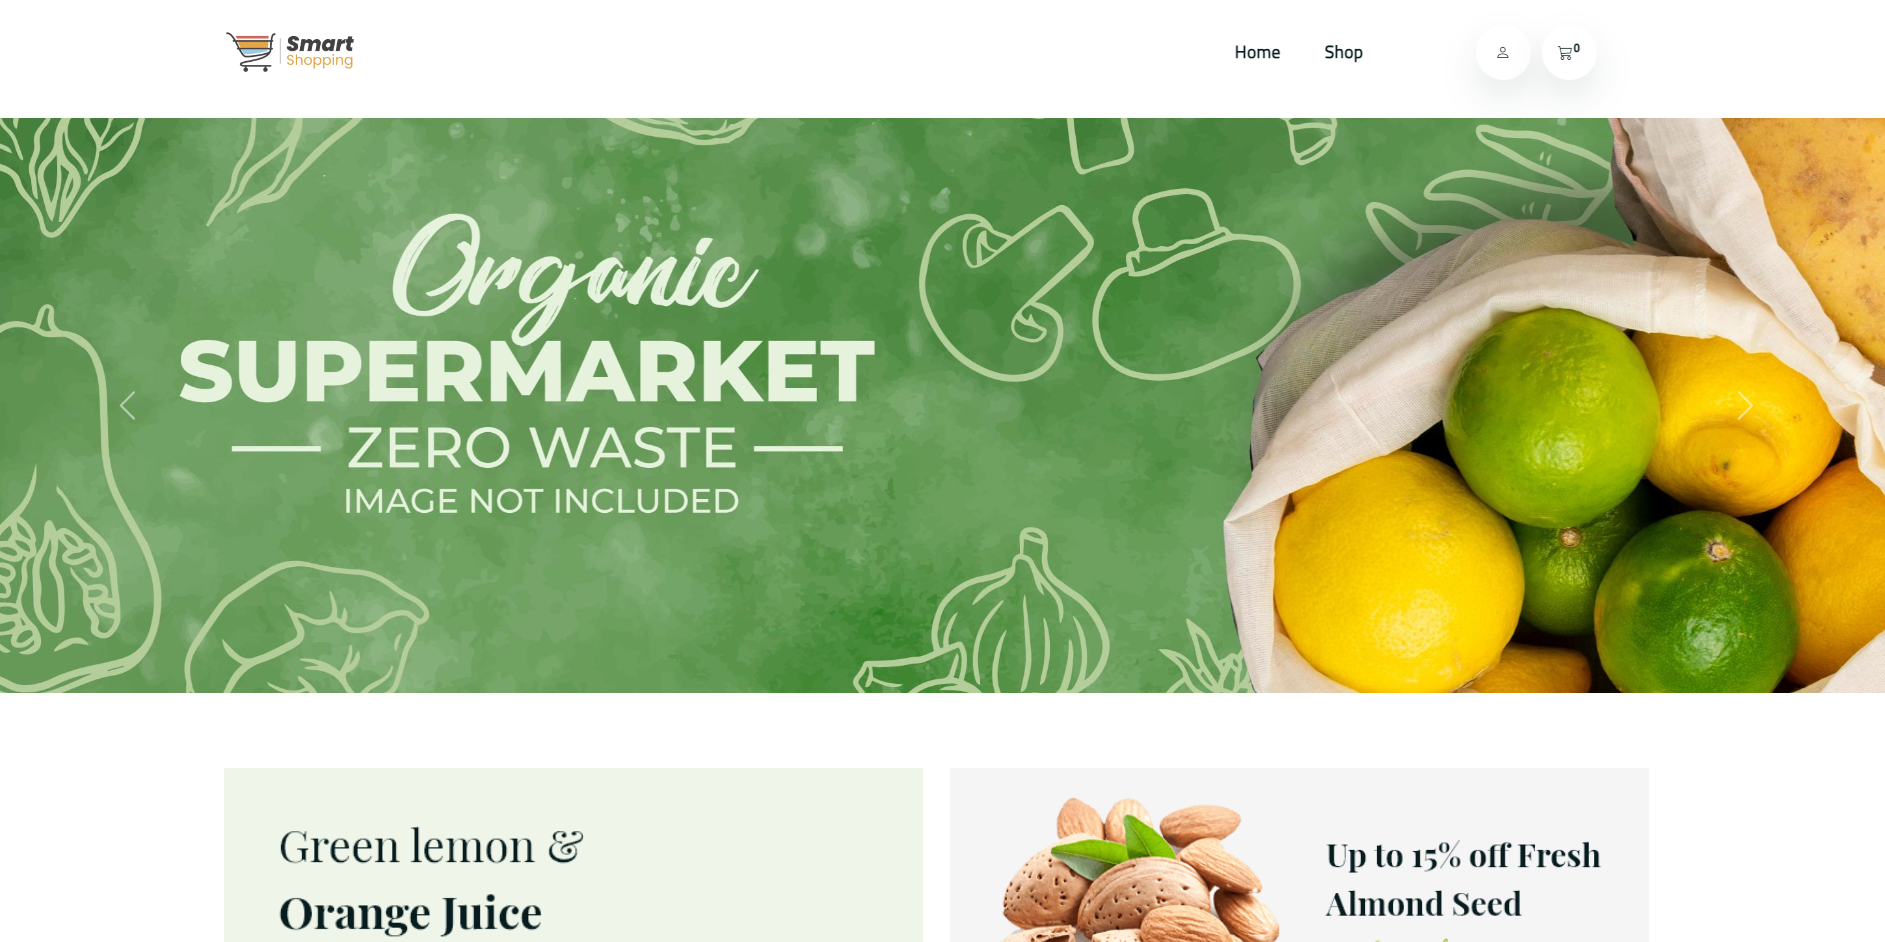 Smart
Shopping
Home
Shop
0
Organic
SUPERMARKET
ZERO WASTE
IMAGE NOT INCLUDED
Green lemon &
Orange Juice
Up to 15% off Fresh
Almond Seed